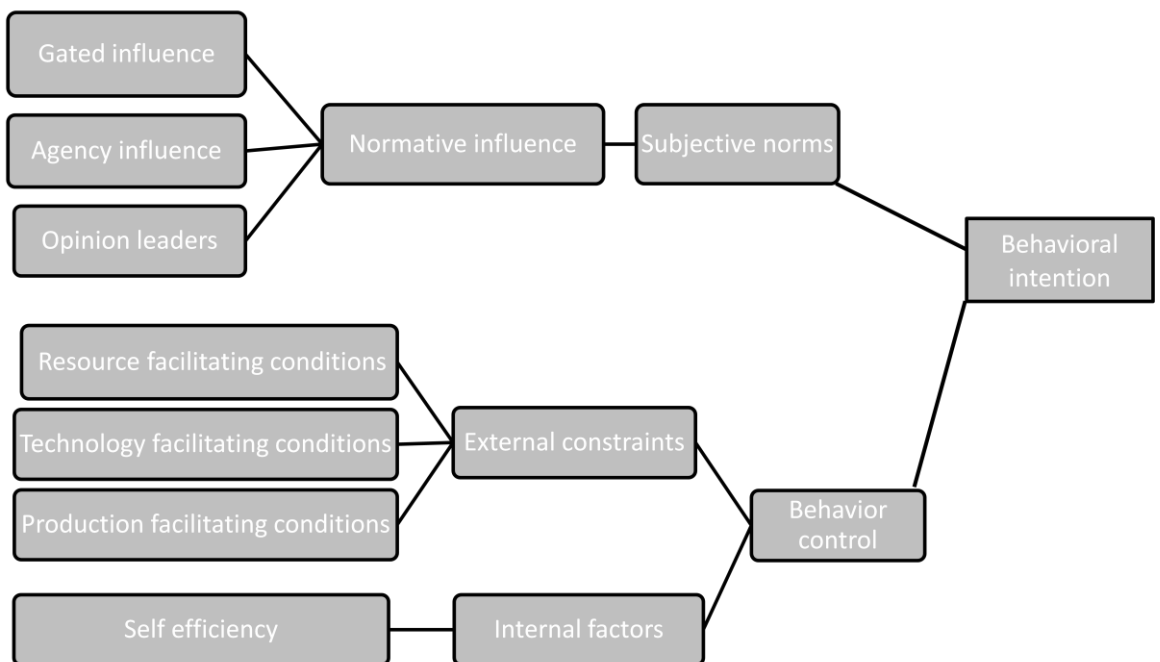 Gated influence
Agency influence
Opinion leaders
Normative influence
Subjective norms
Behavioral
intention
Resource facilitating conditions
Technology facilitating conditions
Production facilitating conditions
External constraints
Behavior
control
Self efficiency
Internal factors